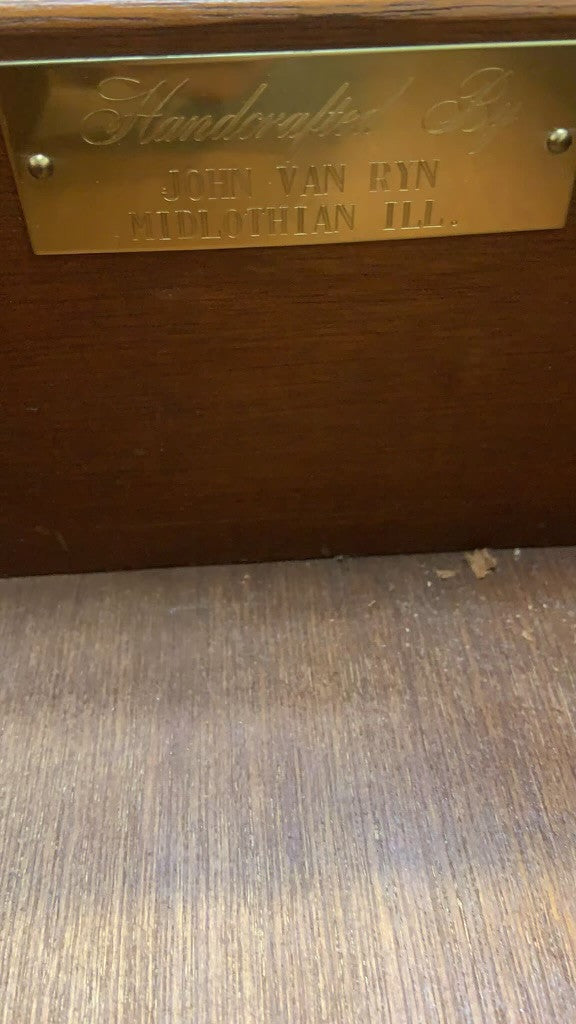 Handcrafted By
JOHN VAN RYN
MIDLOTHIAN ILL.